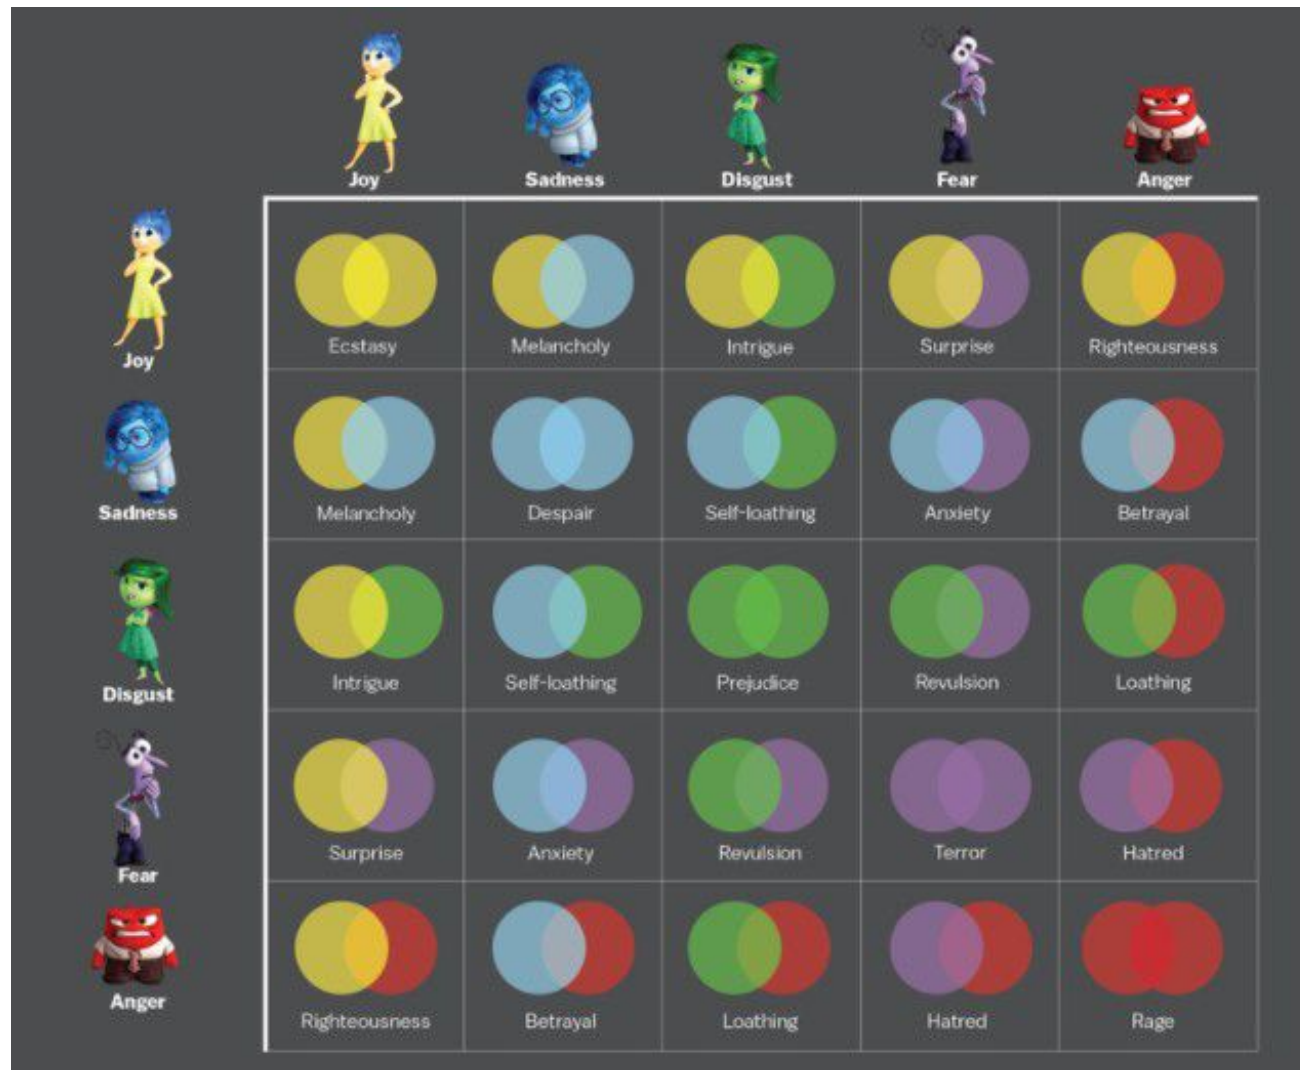 Joy Sadness Disgust Fear Anger
Joy
Ecstasy Melancholy Intrigue Surprise Righteousness
Sadness
Melancholy Despair Self-loathing Anxiety Betrayal
Disgust
Intrigue Self-loathing Prejudice Revulsion Loathing
Fear
Surprise Anxiety Revulsion Terror Hatred
Anger
Righteousness Betrayal Loathing Hatred Rage